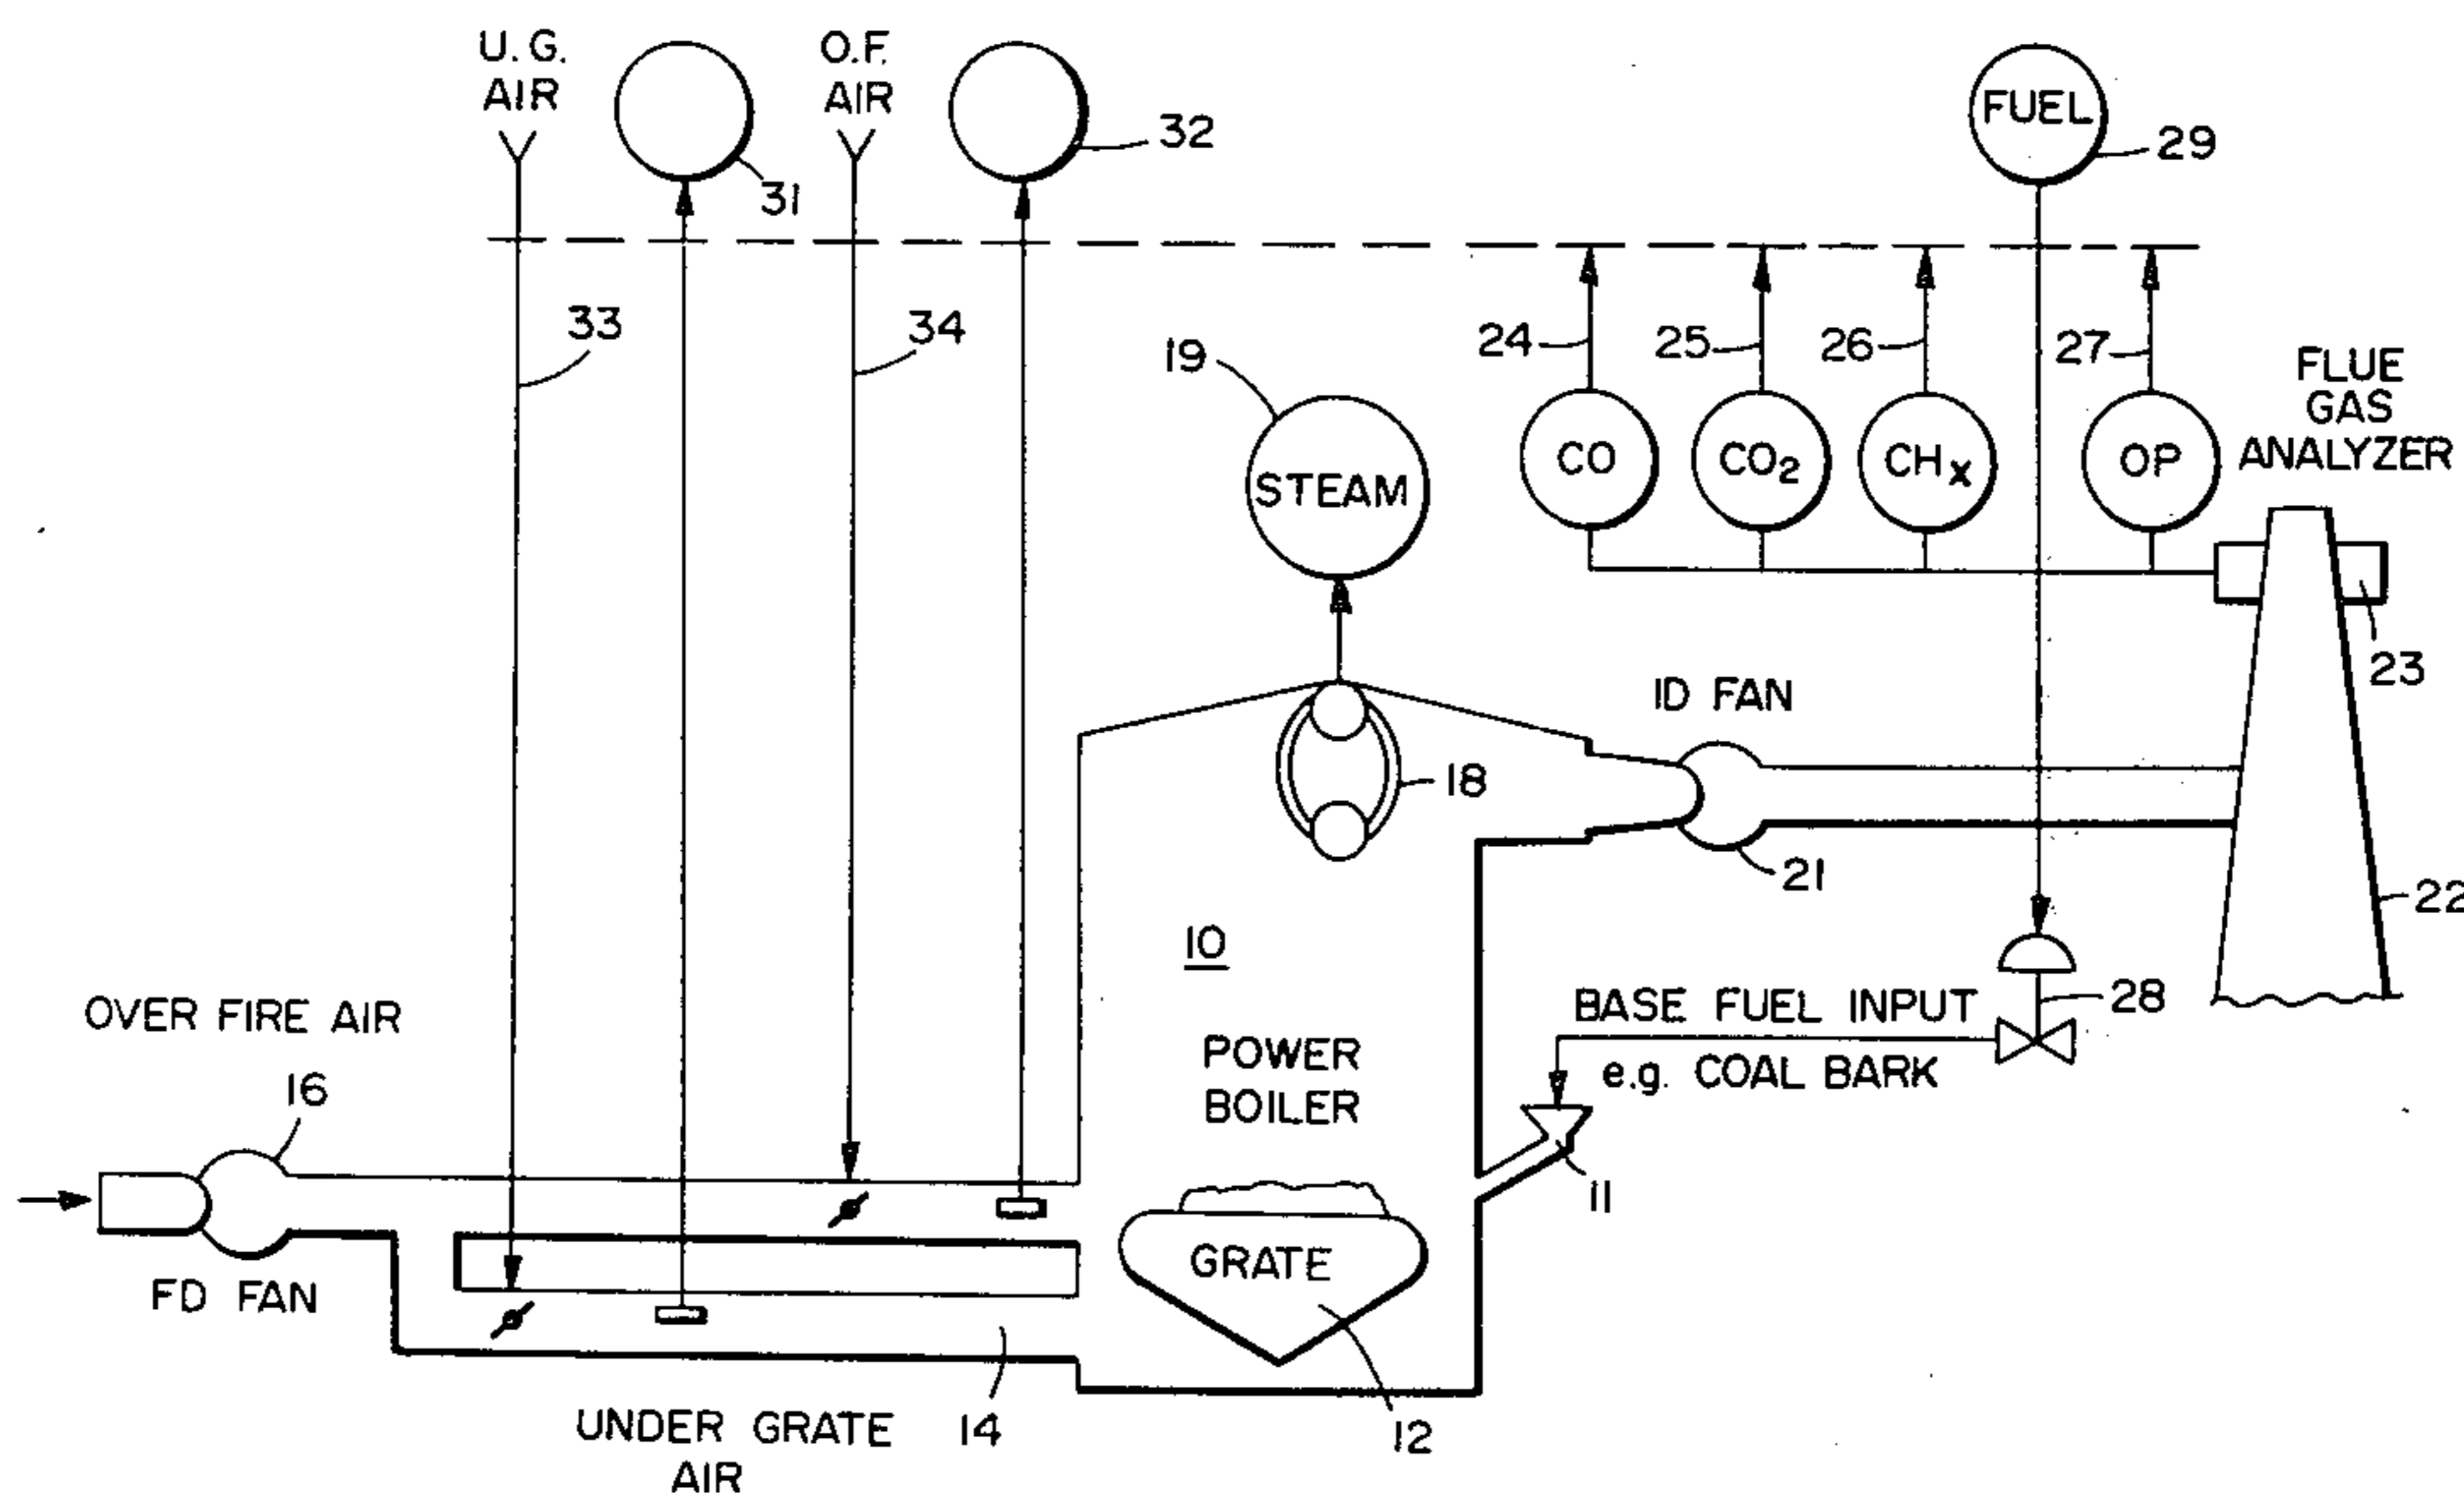 U. G.
AIR
O.F.
AIR
FUEL
31
32
29
33
34
19
24
25
26
27
FLUE
GAS
ANALYZER
STEAM
CO
CO2
CHX
OP
23
ID FAN
18
21
22
10
OVER FIRE AIR
BASE FUEL INPUT
28
POWER
BOILER
e.g. COAL BARK
16
11
GRATE
FD FAN
UNDER GRATE
AIR
14
12